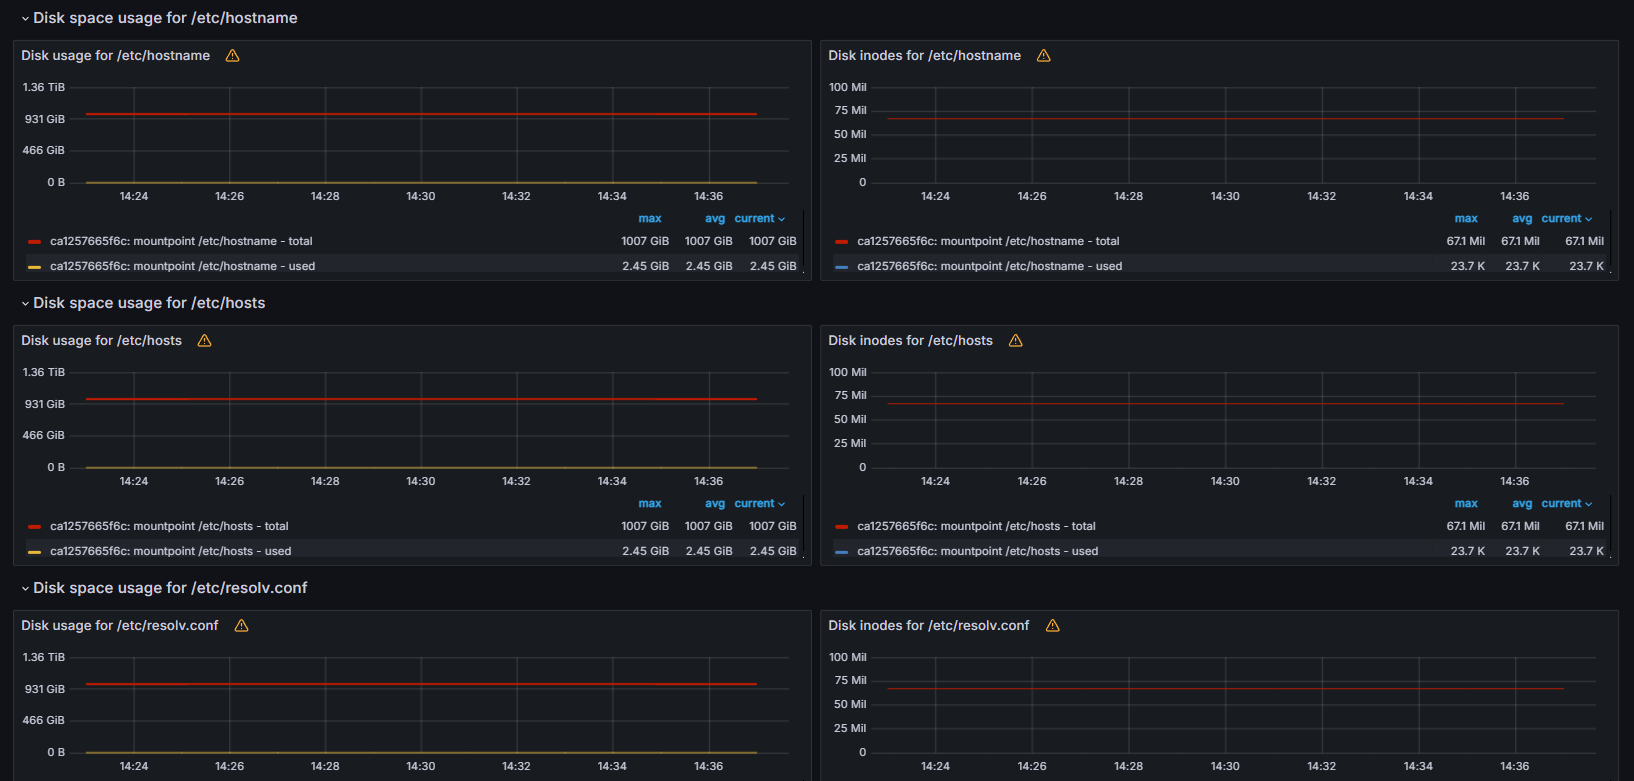 Disk space usage for /etc/hostname
Disk usage for /etc/hostname
1.36 TiB
931 GiB
466 GiB
0 B
14:24 14:26 14:28 14:30 14:32 14:34 14:36
max avg current
ca1257665f6c: mountpoint /etc/hostname - total 1007 GiB 1007 GiB 1007 GiB
ca1257665f6c: mountpoint /etc/hostname - used 2.45 GiB 2.45 GiB 2.45 GiB
Disk inodes for /etc/hostname
100 Mil
75 Mil
50 Mil
25 Mil
0
14:24 14:26 14:28 14:30 14:32 14:34 14:36
max avg current
ca1257665f6c: mountpoint /etc/hostname - total 67.1 Mil 67.1 Mil 67.1 Mil
ca1257665f6c: mountpoint /etc/hostname - used 23.7 K 23.7 K 23.7 K
Disk space usage for /etc/hosts
Disk usage for /etc/hosts
1.36 TiB
931 GiB
466 GiB
0 B
14:24 14:26 14:28 14:30 14:32 14:34 14:36
max avg current
ca1257665f6c: mountpoint /etc/hosts - total 1007 GiB 1007 GiB 1007 GiB
ca1257665f6c: mountpoint /etc/hosts - used 2.45 GiB 2.45 GiB 2.45 GiB
Disk inodes for /etc/hosts
100 Mil
75 Mil
50 Mil
25 Mil
0
14:24 14:26 14:28 14:30 14:32 14:34 14:36
max avg current
ca1257665f6c: mountpoint /etc/hosts - total 67.1 Mil 67.1 Mil 67.1 Mil
ca1257665f6c: mountpoint /etc/hosts - used 23.7 K 23.7 K 23.7 K
Disk space usage for /etc/resolv.conf
Disk usage for /etc/resolv.conf
1.36 TiB
931 GiB
466 GiB
0 B
14:24 14:26 14:28 14:30 14:32 14:34 14:36
Disk inodes for /etc/resolv.conf
100 Mil
75 Mil
50 Mil
25 Mil
0
14:24 14:26 14:28 14:30 14:32 14:34 14:36